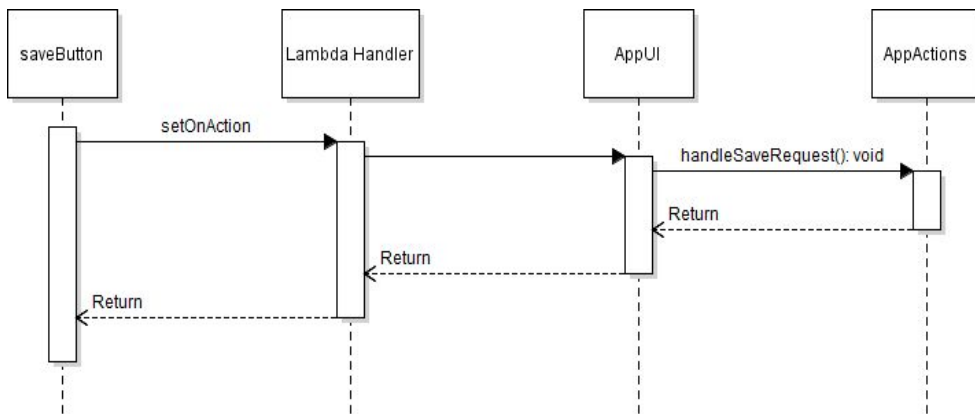 saveButton
Lambda Handler
AppUI
AppActions
setOnAction
handleSaveRequest(): void
Return
Return
Return